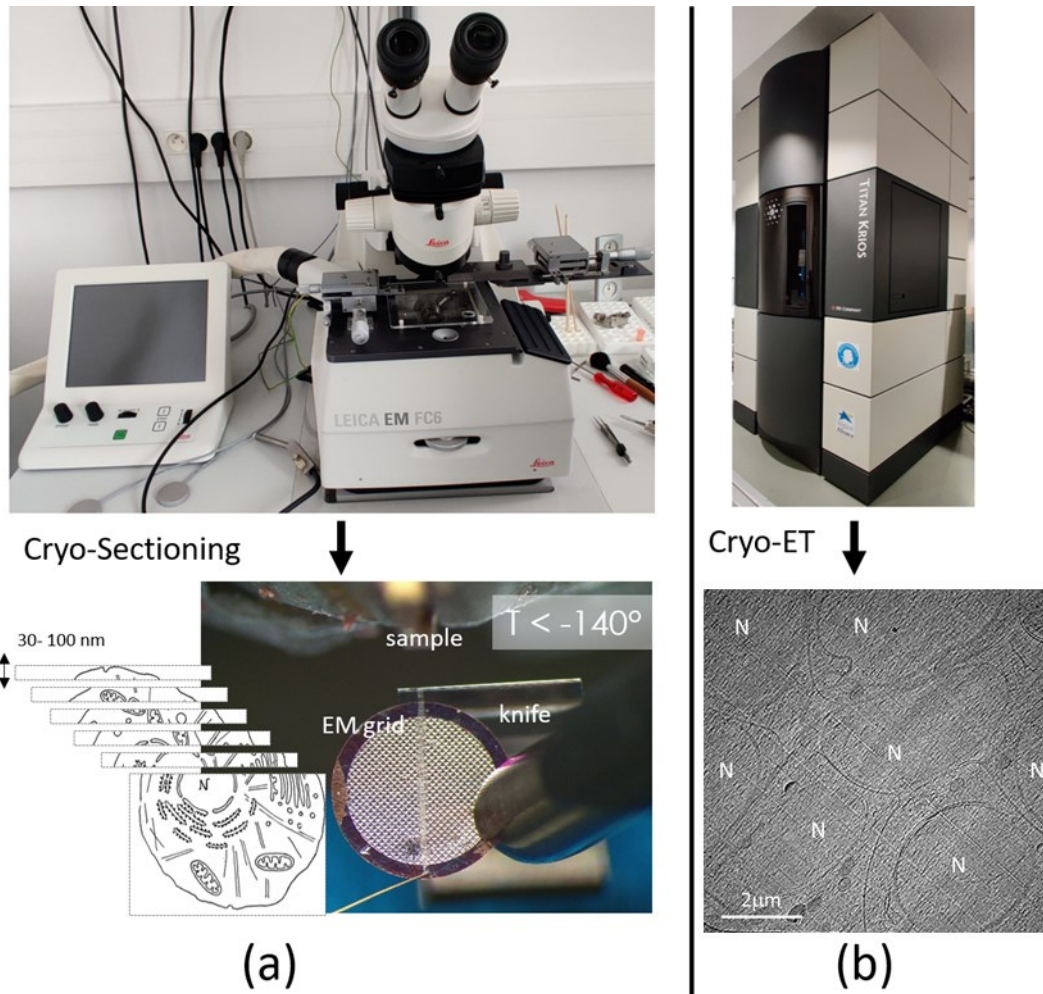 Leica
LEICA EM FC6
Leica
TITAN KRIOS
Cryo-Sectioning
Cryo-ET
30- 100 nm
T < -140°
sample
EM grid
knife
N
N
N
N
N
N
N
N
2µm
(a)
(b)